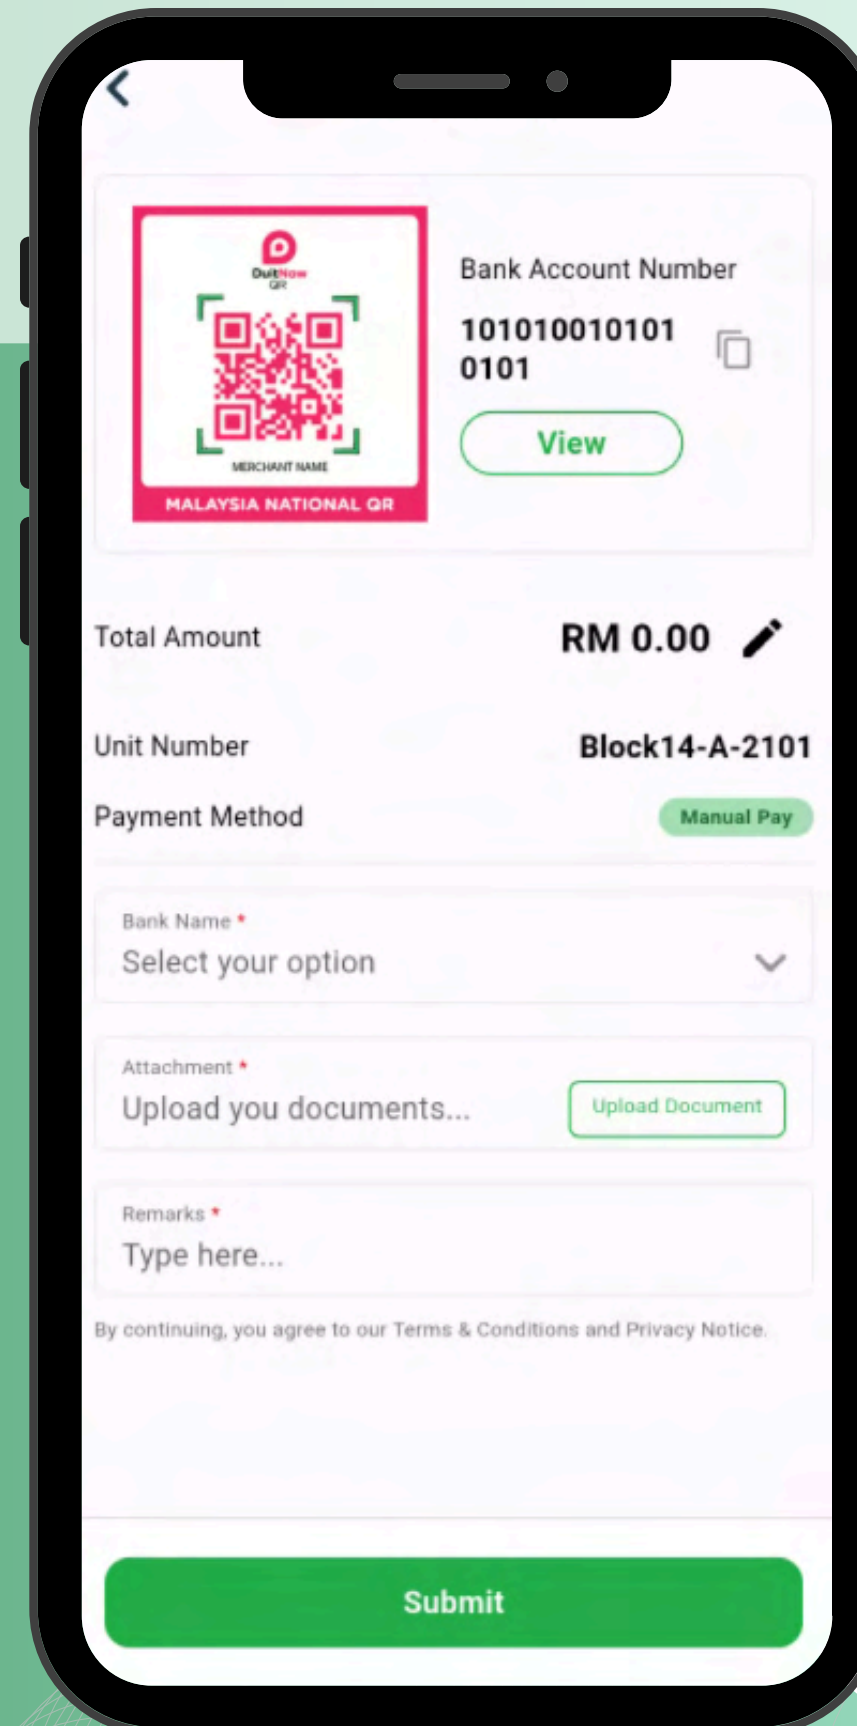 DuitNow
QR
MERCHANT NAME
MALAYSIA NATIONAL QR
Bank Account Number
101010010101
0101
View
Total Amount
RM 0.00
Unit Number
Block14-A-2101
Payment Method
Manual Pay
Bank Name *
Select your option
Attachment *
Upload you documents...
Upload Document
Remarks *
Type here...
By continuing, you agree to our Terms & Conditions and Privacy Notice.
Submit